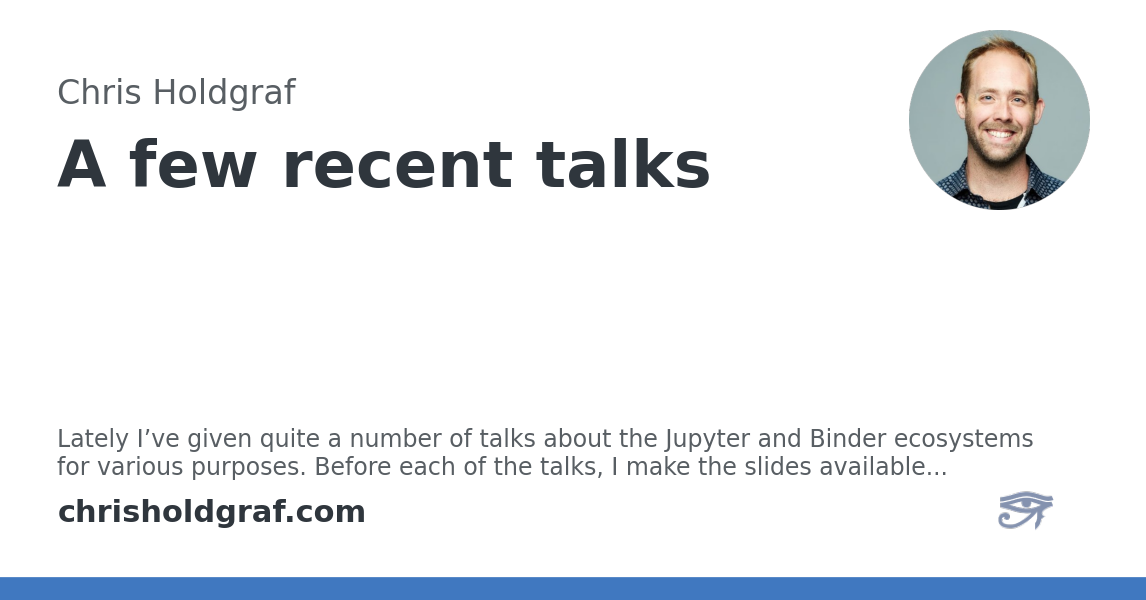 Chris Holdgraf
A few recent talks
Lately I’ve given quite a number of talks about the Jupyter and Binder ecosystems
for various purposes. Before each of the talks, I make the slides available...
chrisholdgraf.com